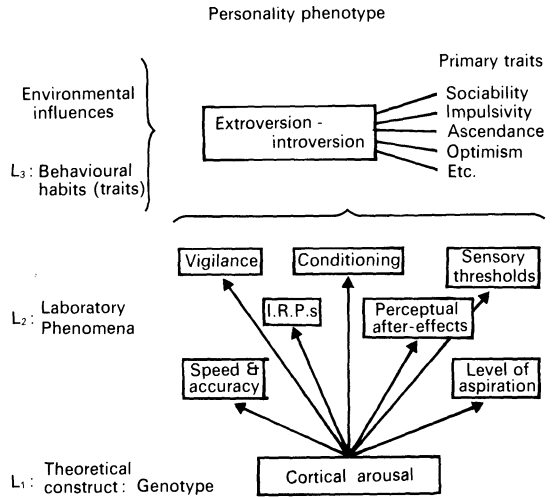 Personality phenotype
Primary traits
Environmental
influences
Extroversion -
introversion
Sociability
Impulsivity
Ascendance
Optimism
Etc.
L₃: Behavioural
habits (traits)
Vigilance
Conditioning
Sensory
thresholds
L₂: Laboratory
Phenomena
I.R.P.s
Perceptual
after-effects
Speed &
accuracy
Level of
aspiration
L₁: Theoretical
construct: Genotype
Cortical arousal